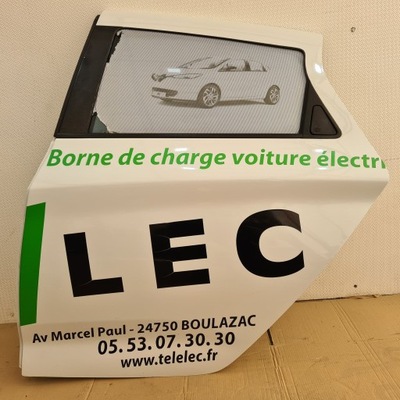 Borne de charge voiture électri
LEC
Av Marcel Paul - 24750 BOULAZAC
05.53.07.30.30
www.telelec.fr